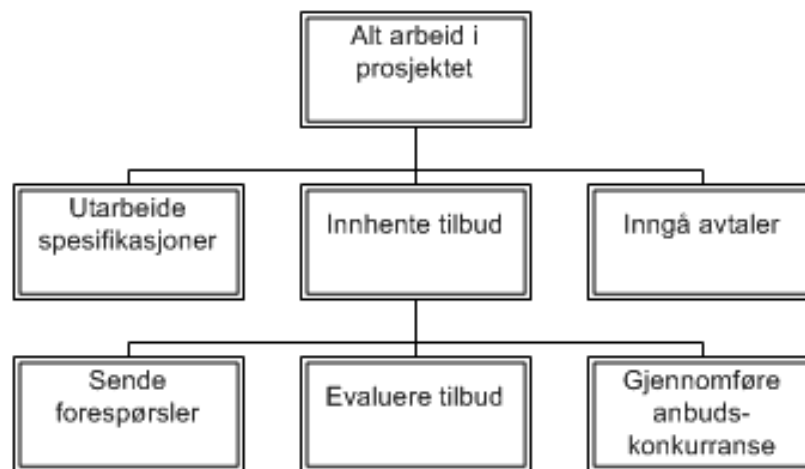 Alt arbeid i
prosjektet
Utarbeide
spesifikasjoner
Innhente tilbud
Inngå avtaler
Sende
forespørsler
Evaluere tilbud
Gjennomføre
anbuds-
konkurranse